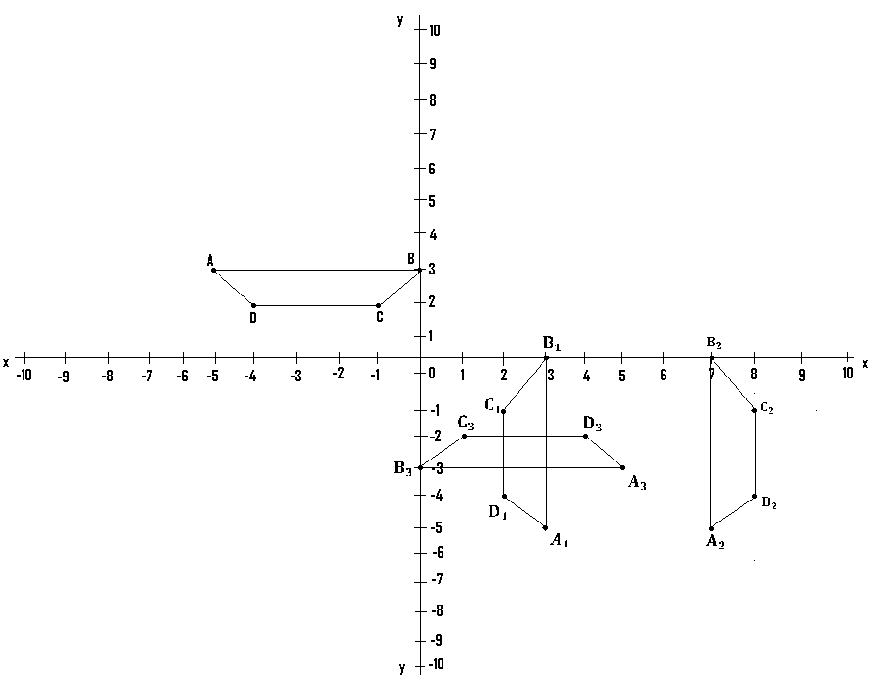 y
10
9
8
7
6
5
4
A B 3
2
D C
1
B₁ B₂
x x
-10 -9 -8 -7 -6 -5 -4 -3 -2 -1 0 1 2 3 4 5 6 7 8 9 10
C₁ -1 C₂
C₃ D₃
-2
B₃ -3
A₃
-4
D₁ D₂
-5
A₁ A₂
-6
-7
-8
-9
y -10